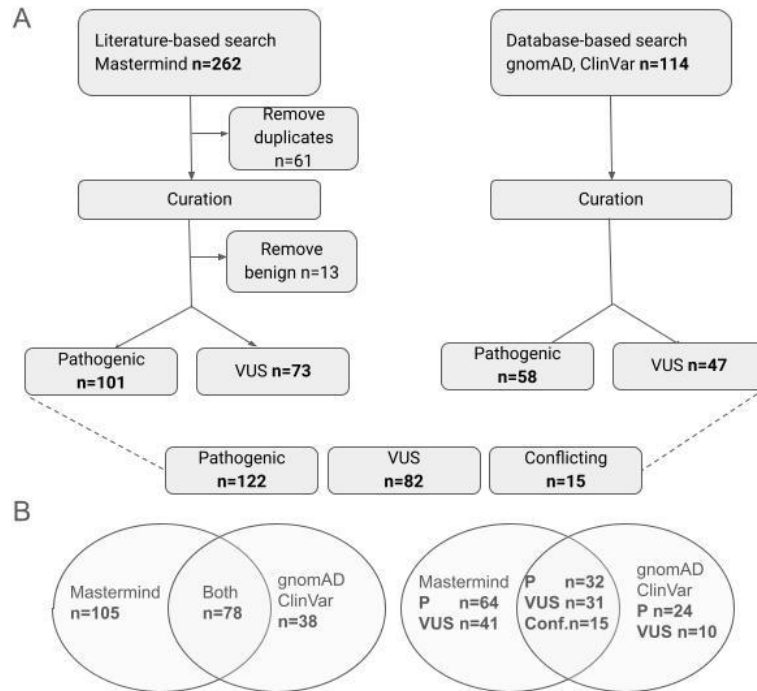 A
Literature-based search
Mastermind n=262
Database-based search
gnomAD, ClinVar n=114
Remove
duplicates
n=61
Curation
Curation
Remove
benign n=13
Pathogenic
n=101
VUS n=73
Pathogenic
n=58
VUS n=47
Pathogenic
n=122
VUS
n=82
Conflicting
n=15
B
Mastermind
n=105
Both
n=78
gnomAD
ClinVar
n=38
Mastermind
P n=64
VUS n=41
P n=32
VUS n=31
Conf.n=15
gnomAD
ClinVar
P n=24
VUS n=10